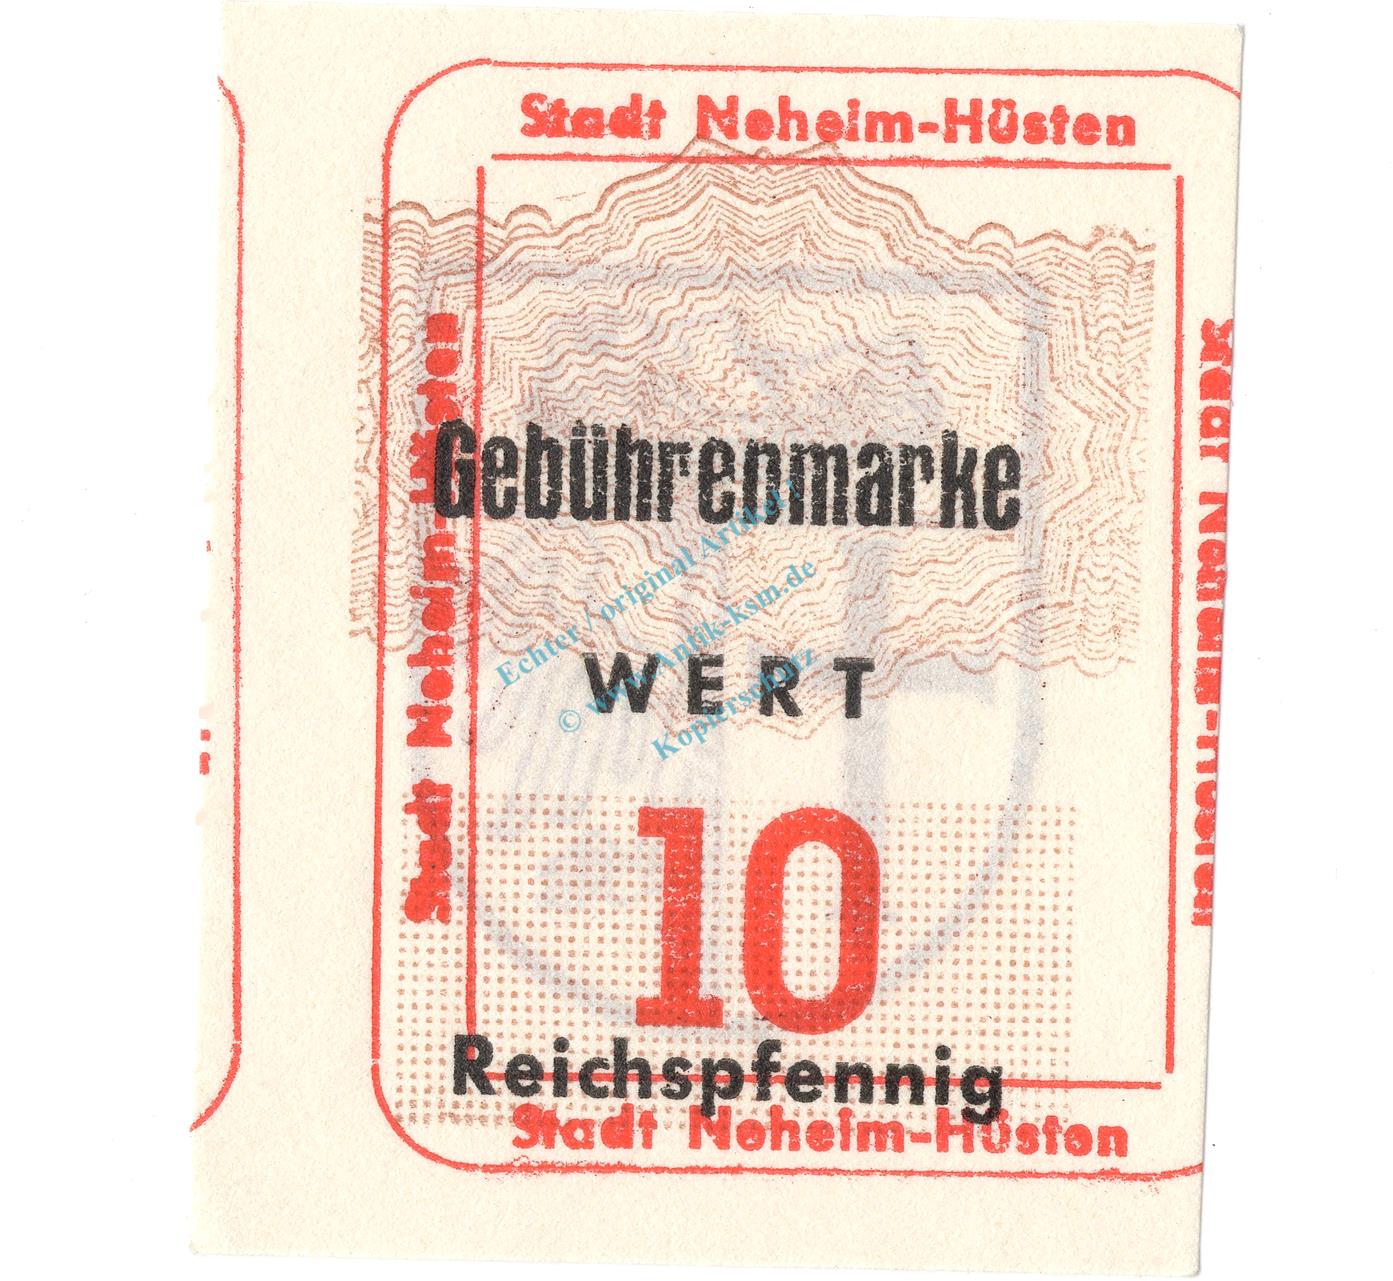 Stadt Neheim-Hüsten
Stadt Neheim-Hüsten
Stadt Neheim-Hüsten
Gebührenmarke
WERT
10
Reichspfennig
Stadt Neheim-Hüsten
Echter / original Artikel /
© www.Antik-ksm.de
Kopierschutz